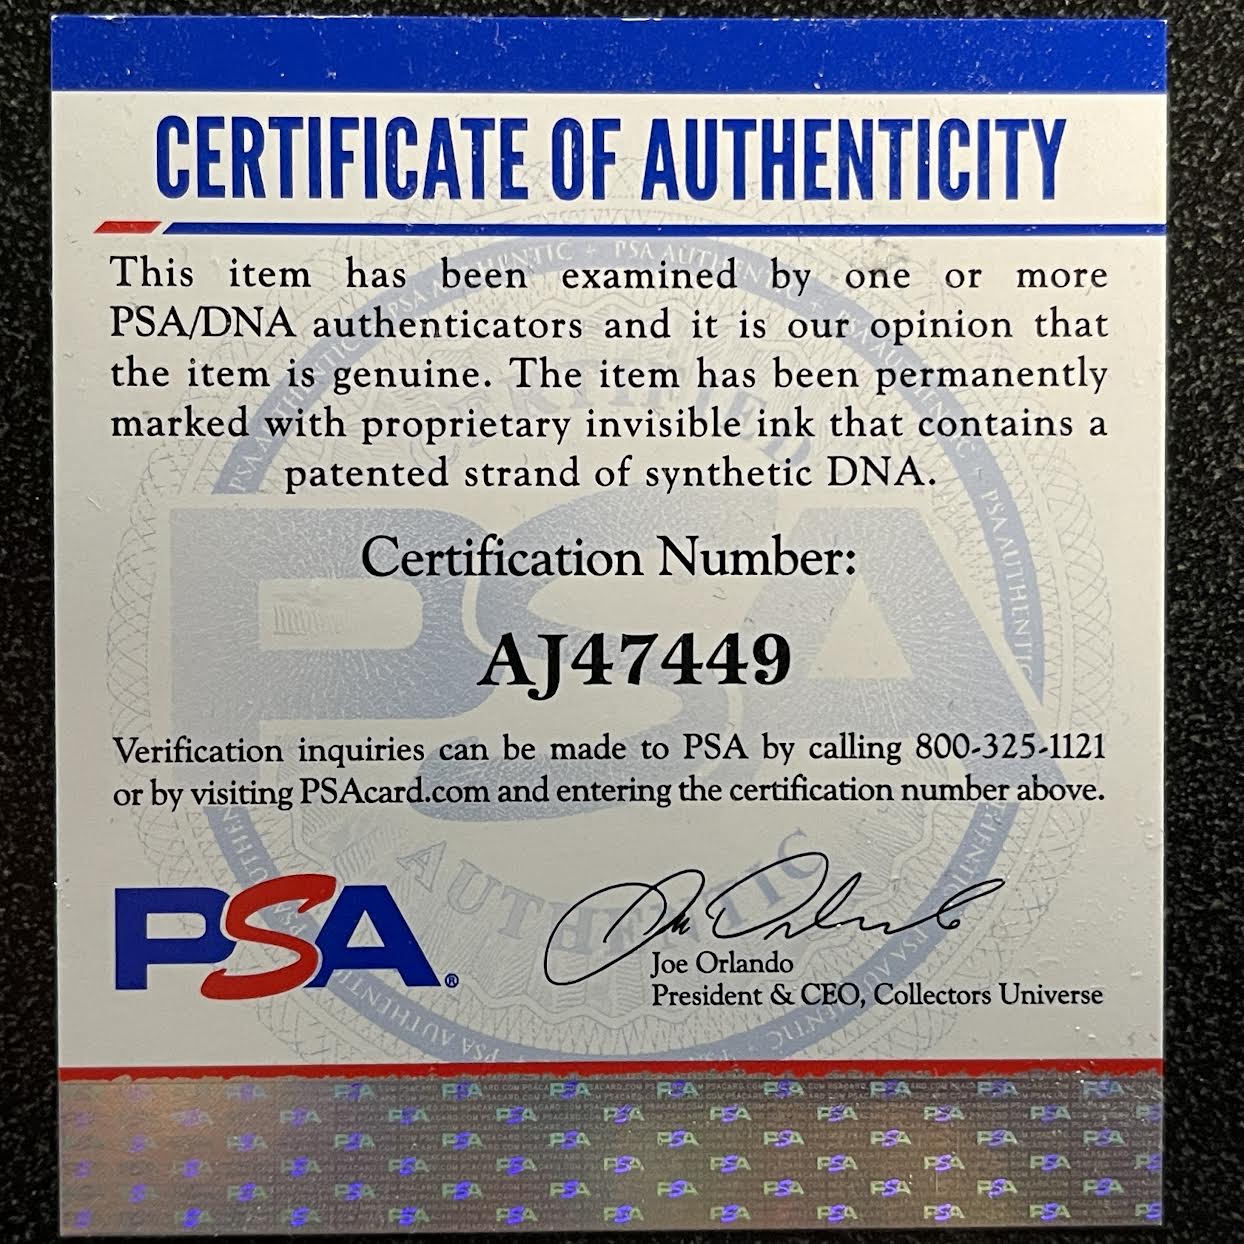 CERTIFICATE OF AUTHENTICITY
This item has been examined by one or more
PSA/DNA authenticators and it is our opinion that
the item is genuine. The item has been permanently
marked with proprietary invisible ink that contains a
patented strand of synthetic DNA.
Certification Number:
AJ47449
Verification inquiries can be made to PSA by calling 800-325-1121
or by visiting PSAcard.com and entering the certification number above.
PSA®
Joe Orlando
President & CEO, Collectors Universe
CERTIFIED
PSA
AUTHENTIC